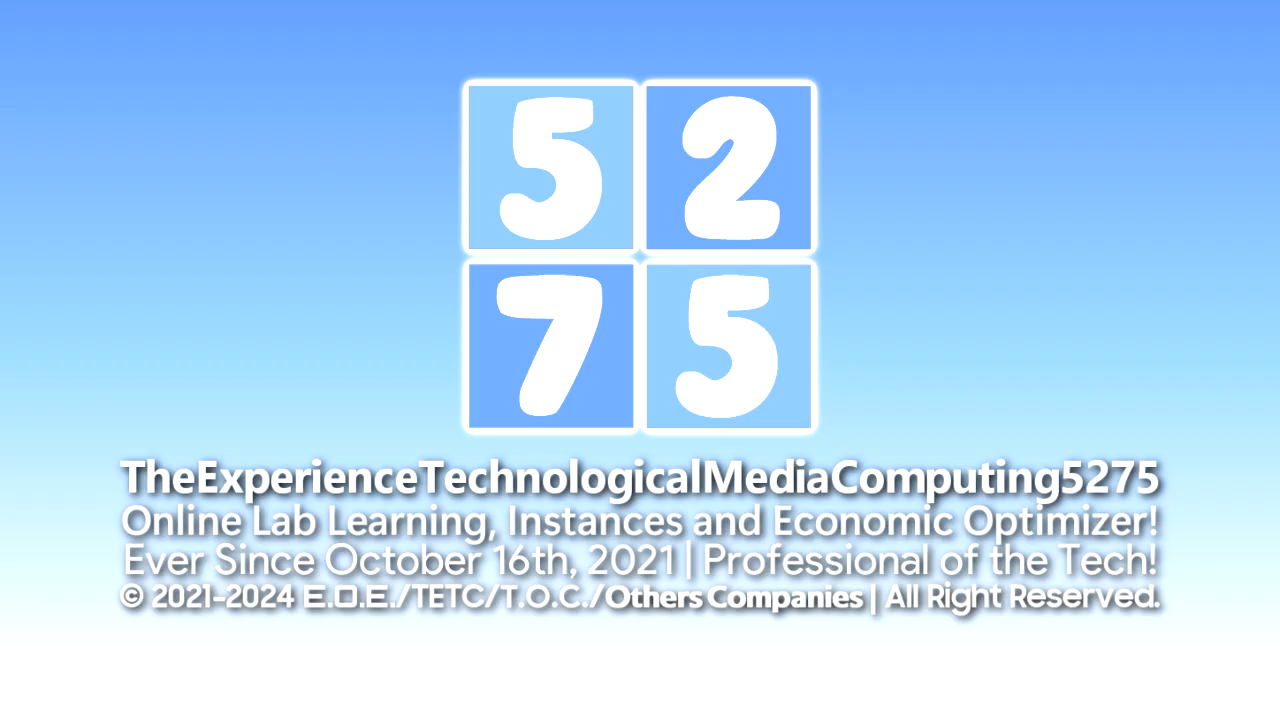 5 2
7 5
TheExperienceTechnologicalMediaComputing5275
Online Lab Learning, Instances and Economic Optimizer!
Ever Since October 16th, 2021 | Professional of the Tech!
© 2021-2024 E.O.E./TETC/T.O.C./Others Companies | All Right Reserved.